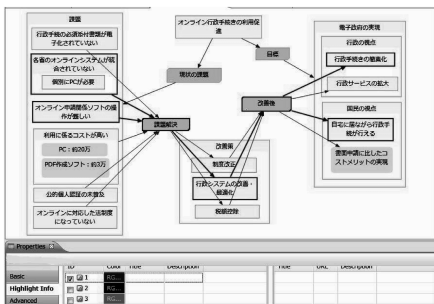 課題
行政手続の必須添付書類が電
子化されていない
各省のオンラインシステムが統
合されていない
個別にPCが必要
オンライン申請関係ソフトの操
作が難しい
利用に係るコストが高い
PC：約20万
PDF作成ソフト：約3万
公的個人認証の未普及
オンラインに対応した法制度
になっていない
オンライン行政手続きの利用促
進
現状の課題
目標
課題解決
改善後
改善策
制度改正
行政システムの改善・
最適化
税額控除
電子政府の実現
行政の視点
行政手続きの簡素化
行政サービスの拡大
国民の視点
自宅に居ながら行政手
続が行える
書面申請に比したコ
ストメリットの実現
Properties
Basic
Highlight Info
Advanced
ID Color Title Description
1 RG...
2 RG...
3 RG...
Title URL Description